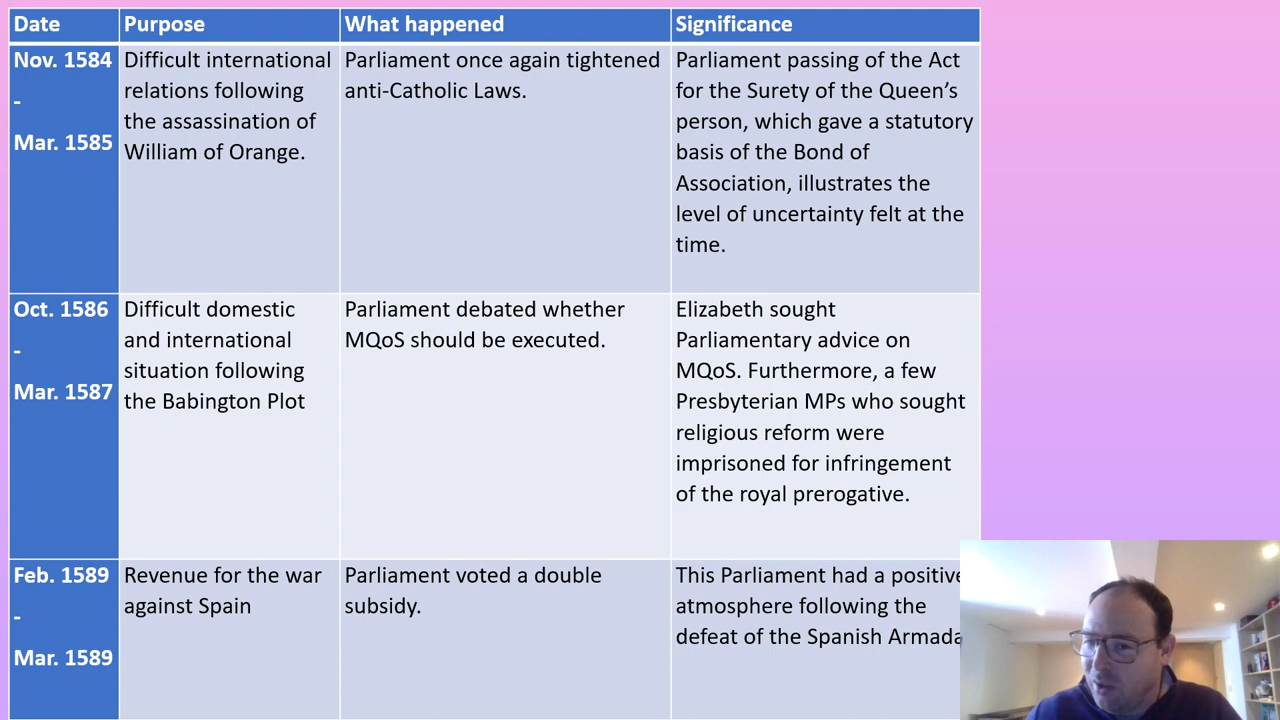 Date Purpose What happened Significance
Nov. 1584
-
Mar. 1585
Difficult international
relations following
the assassination of
William of Orange.
Parliament once again tightened
anti-Catholic Laws.
Parliament passing of the Act
for the Surety of the Queen’s
person, which gave a statutory
basis of the Bond of
Association, illustrates the
level of uncertainty felt at the
time.
Oct. 1586
-
Mar. 1587
Difficult domestic
and international
situation following
the Babington Plot
Parliament debated whether
MQoS should be executed.
Elizabeth sought
Parliamentary advice on
MQoS. Furthermore, a few
Presbyterian MPs who sought
religious reform were
imprisoned for infringement
of the royal prerogative.
Feb. 1589
-
Mar. 1589
Revenue for the war
against Spain
Parliament voted a double
subsidy.
This Parliament had a positive
atmosphere following the
defeat of the Spanish Armada